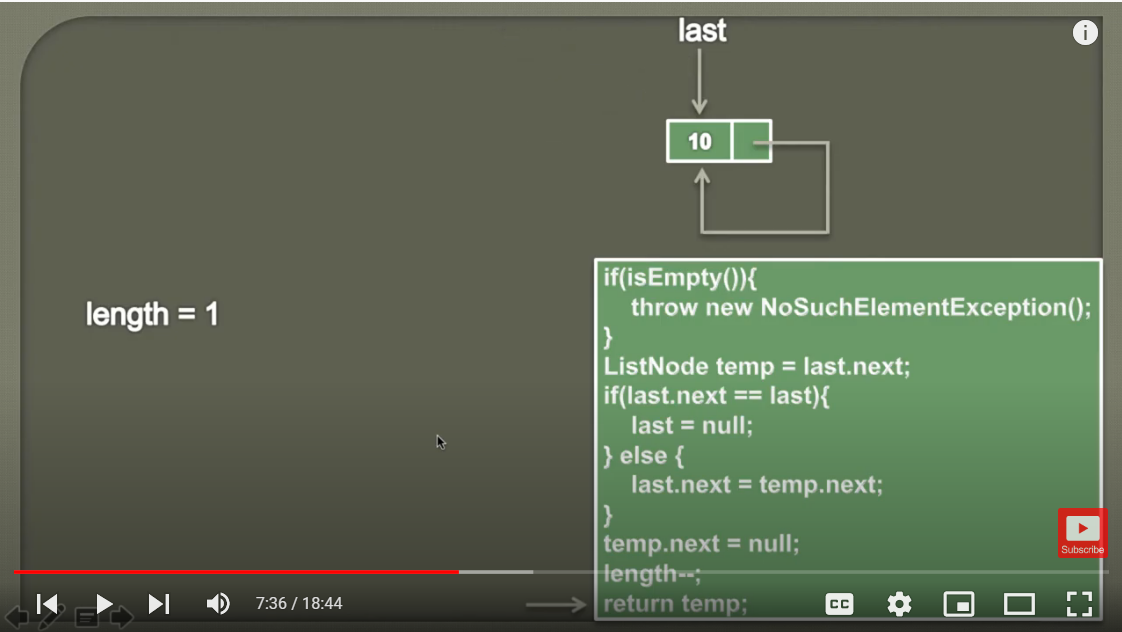 last
10
length = 1
if(isEmpty()){
throw new NoSuchElementException();
}
ListNode temp = last.next;
if(last.next == last){
last = null;
} else {
last.next = temp.next;
}
temp.next = null;
length--;
return temp;
Subscribe
7:36 / 18:44
CC
i